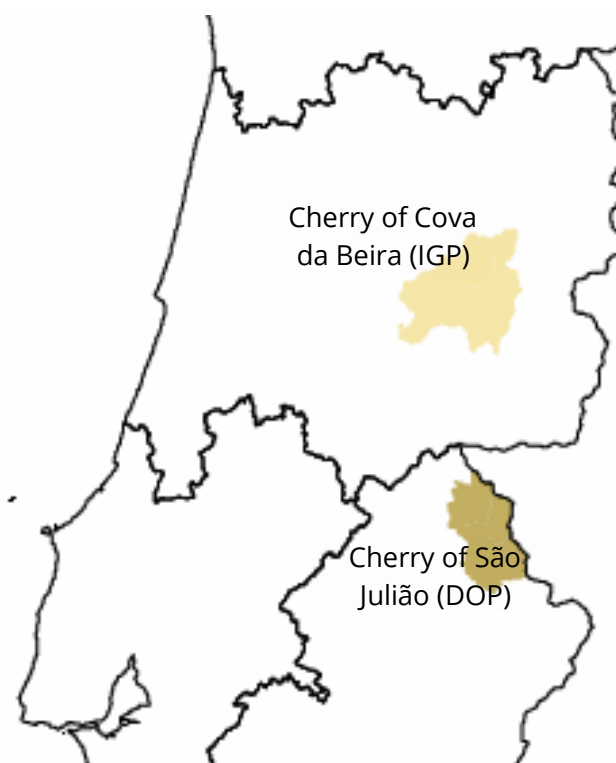 Cherry of Cova
da Beira (IGP)
Cherry of São
Julião (DOP)